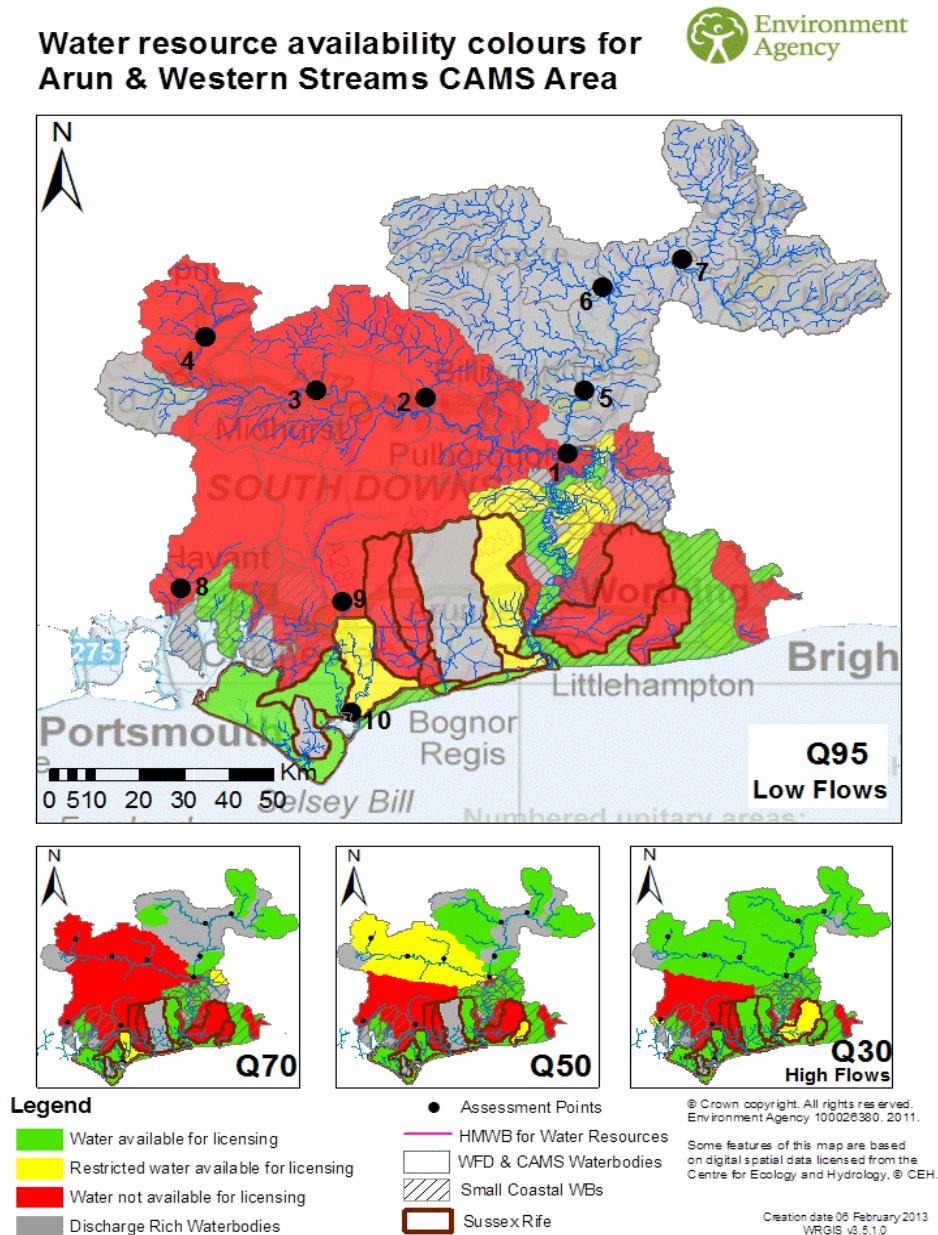 Water resource availability colours for
Arun & Western Streams CAMS Area
Environment
Agency
N
7
6
4
3
2
5
Midhurst
Pulborough
1
SOUTH DOWNS
Havant
8
9
Worthing
275
Brigh
Littlehampton
10
Portsmouth
Bognor
Regis
e
Q95
Low Flows
Km
0 5 10 20 30 40 50
Selsey Bill
Numbered unitary areas:
N
Q70
N
Q50
N
Q30
High Flows
Legend
Water available for licensing
Restricted water available for licensing
Water not available for licensing
Discharge Rich Waterbodies
Assessment Points
HMWB for Water Resources
WFD & CAMS Waterbodies
Small Coastal WBs
Sussex Rife
© Crown copyright. All rights reserved.
Environment Agency 100026380. 2011.
Some features of this map are based
on digital spatial data licensed from the
Centre for Ecology and Hydrology, © CEH.
Creation date 06 February 2013
WRGIS v3.5.1.0